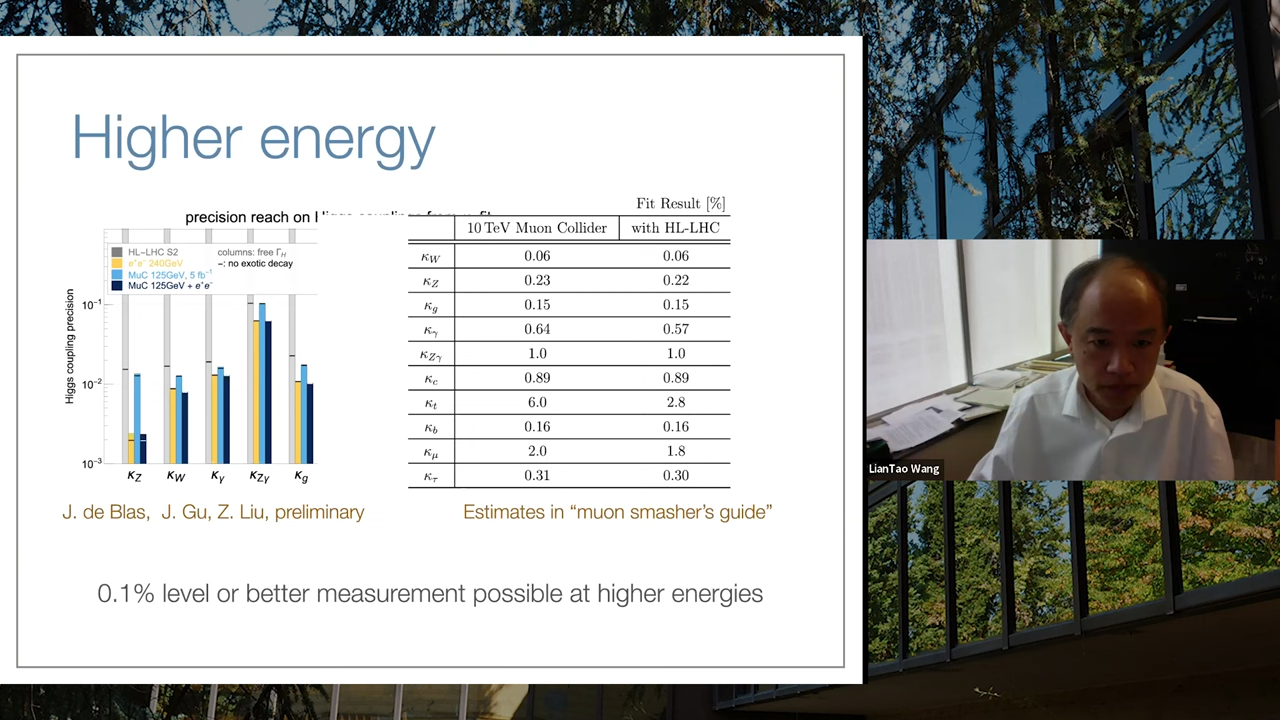 Higher energy
precision reach on
HL-LHC S2
e⁺e⁻ 240GeV
MuC 125GeV, 5 fb⁻¹
MuC 125GeV + e⁺e⁻
columns: free Γ_H
–: no exotic decay
Higgs coupling precision
10⁻¹
10⁻²
10⁻³
κ_Z κ_W κ_γ κ_Zγ κ_g
Fit Result [%]
10 TeV Muon Collider with HL-LHC
κ_W 0.06 0.06
κ_Z 0.23 0.22
κ_g 0.15 0.15
κ_γ 0.64 0.57
κ_Zγ 1.0 1.0
κ_c 0.89 0.89
κ_t 6.0 2.8
κ_b 0.16 0.16
κ_μ 2.0 1.8
κ_τ 0.31 0.30
J. de Blas, J. Gu, Z. Liu, preliminary
Estimates in “muon smasher’s guide”
0.1% level or better measurement possible at higher energies
LianTao Wang